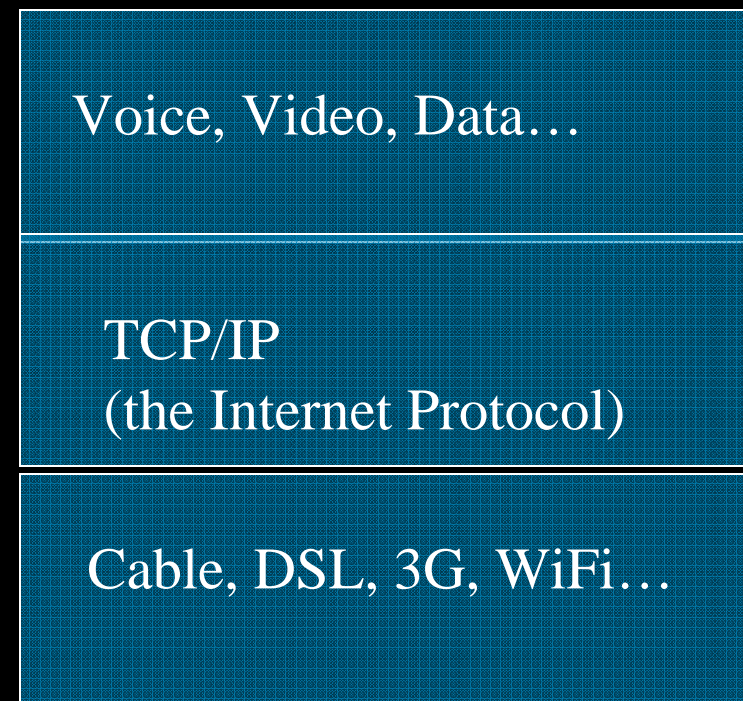 Voice, Video, Data…
TCP/IP
(the Internet Protocol)
Cable, DSL, 3G, WiFi…